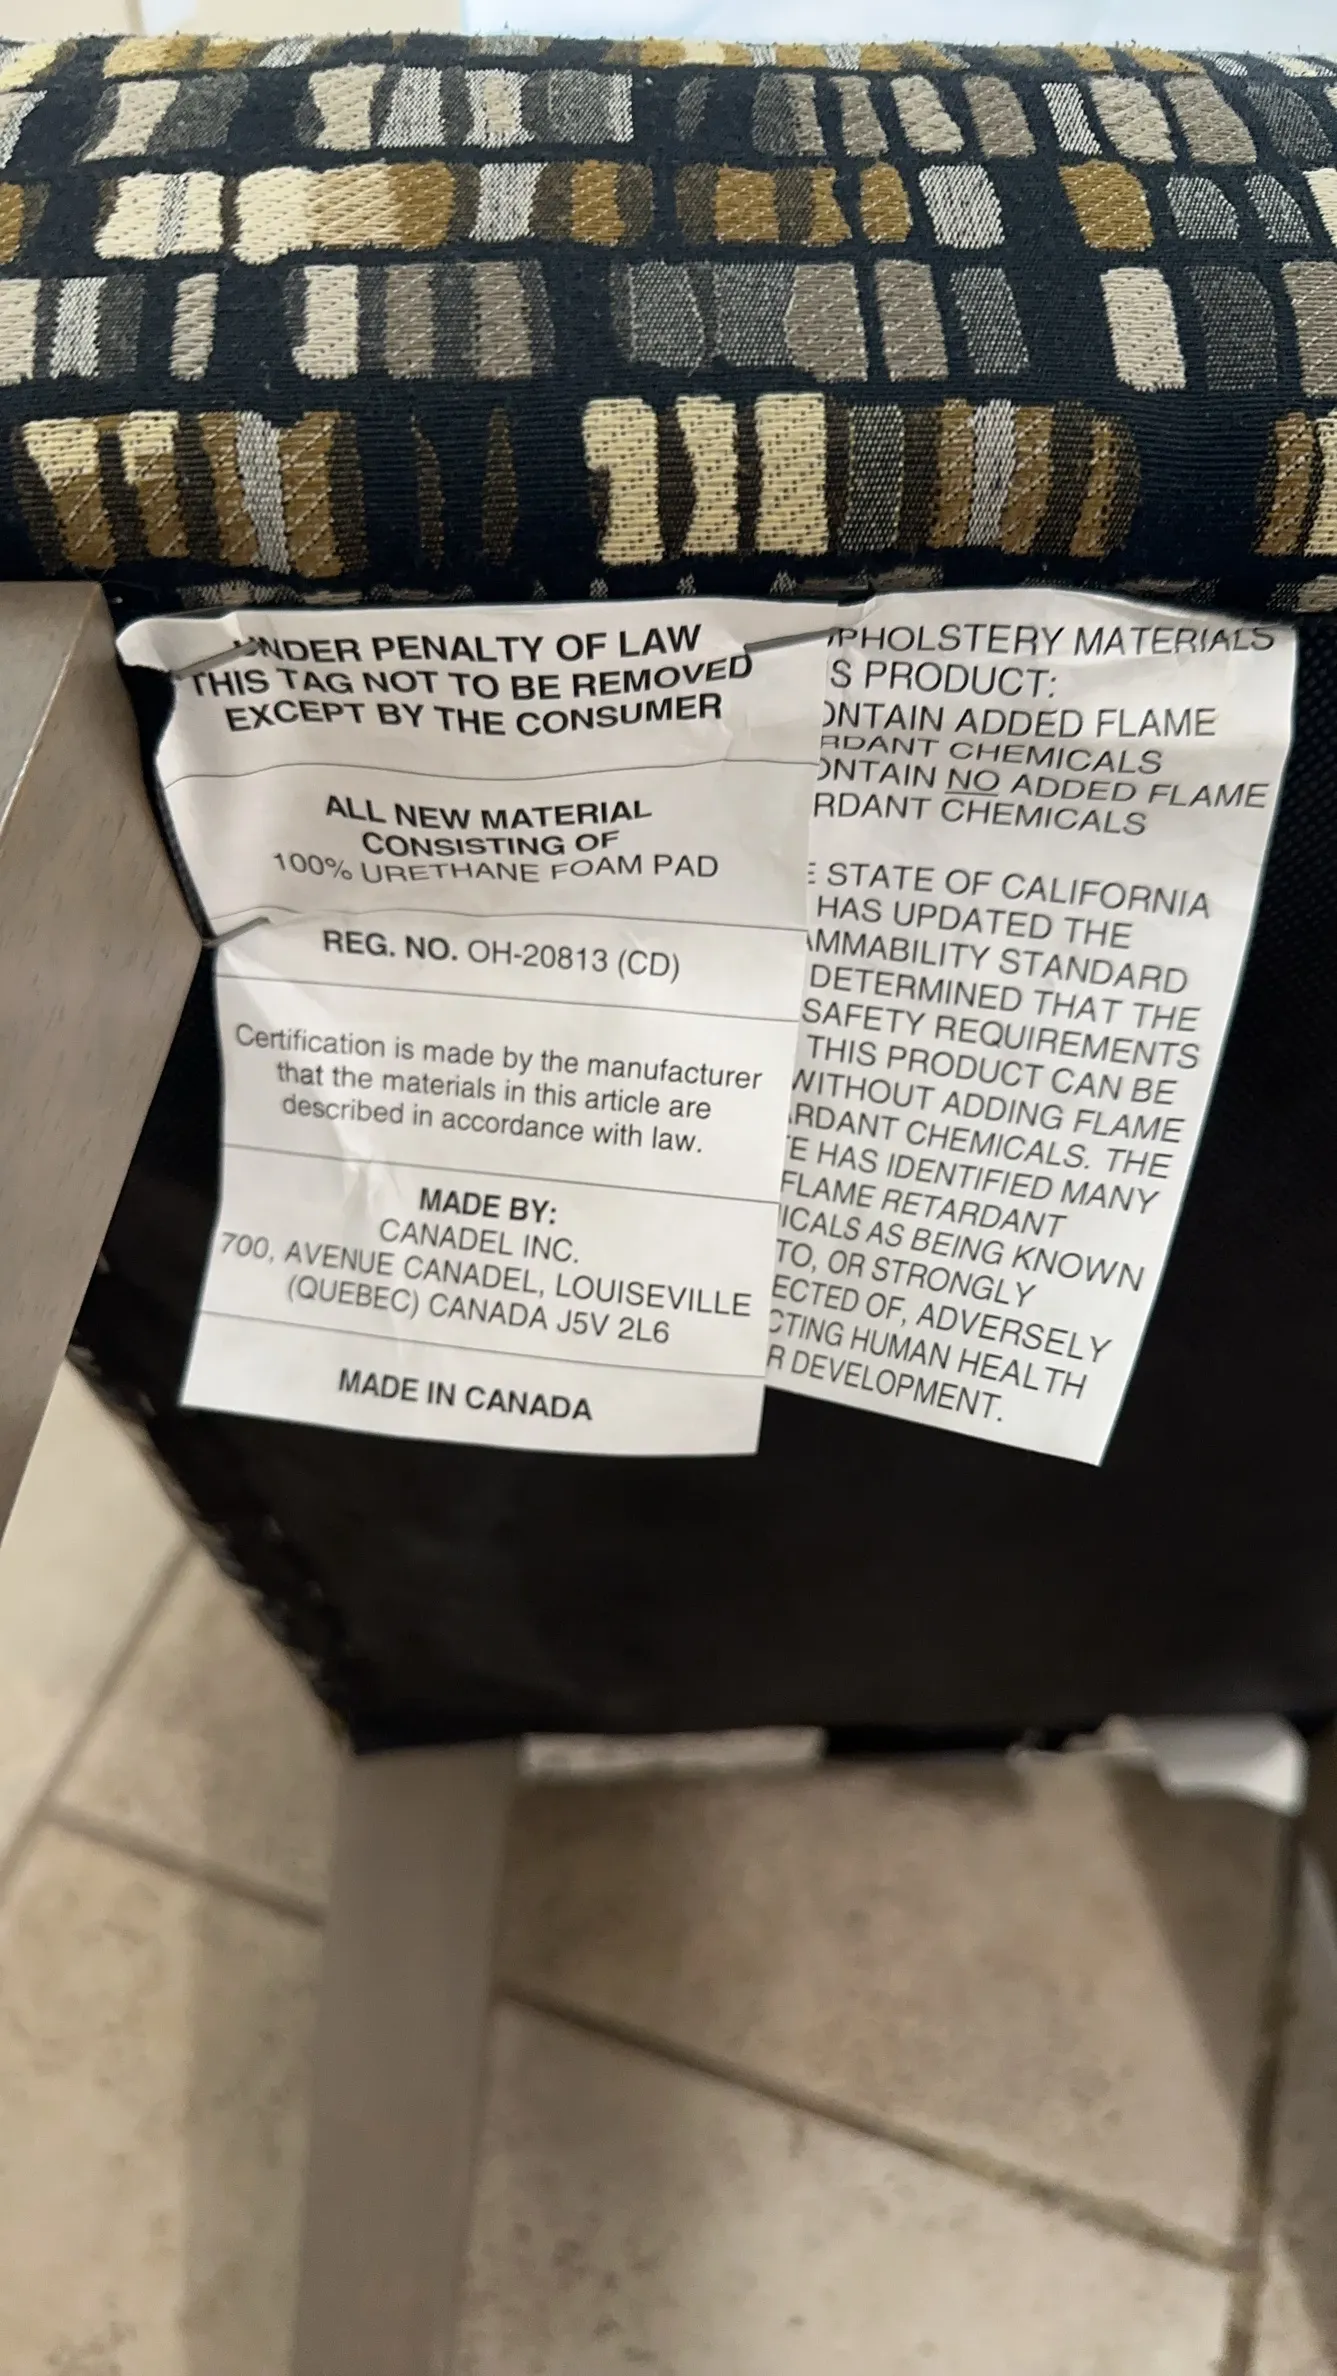 UNDER PENALTY OF LAW
THIS TAG NOT TO BE REMOVED
EXCEPT BY THE CONSUMER
ALL NEW MATERIAL
CONSISTING OF
100% URETHANE FOAM PAD
REG. NO. OH-20813 (CD)
Certification is made by the manufacturer
that the materials in this article are
described in accordance with law.
MADE BY:
CANADEL INC.
700, AVENUE CANADEL, LOUISEVILLE
(QUEBEC) CANADA J5V 2L6
MADE IN CANADA
UPHOLSTERY MATERIALS
S PRODUCT:
ONTAIN ADDED FLAME
RDANT CHEMICALS
ONTAIN NO ADDED FLAME
RDANT CHEMICALS
E STATE OF CALIFORNIA
HAS UPDATED THE
AMMABILITY STANDARD
DETERMINED THAT THE
SAFETY REQUIREMENTS
THIS PRODUCT CAN BE
WITHOUT ADDING FLAME
ARDANT CHEMICALS. THE
TE HAS IDENTIFIED MANY
FLAME RETARDANT
ICALS AS BEING KNOWN
TO, OR STRONGLY
ECTED OF, ADVERSELY
CTING HUMAN HEALTH
R DEVELOPMENT.